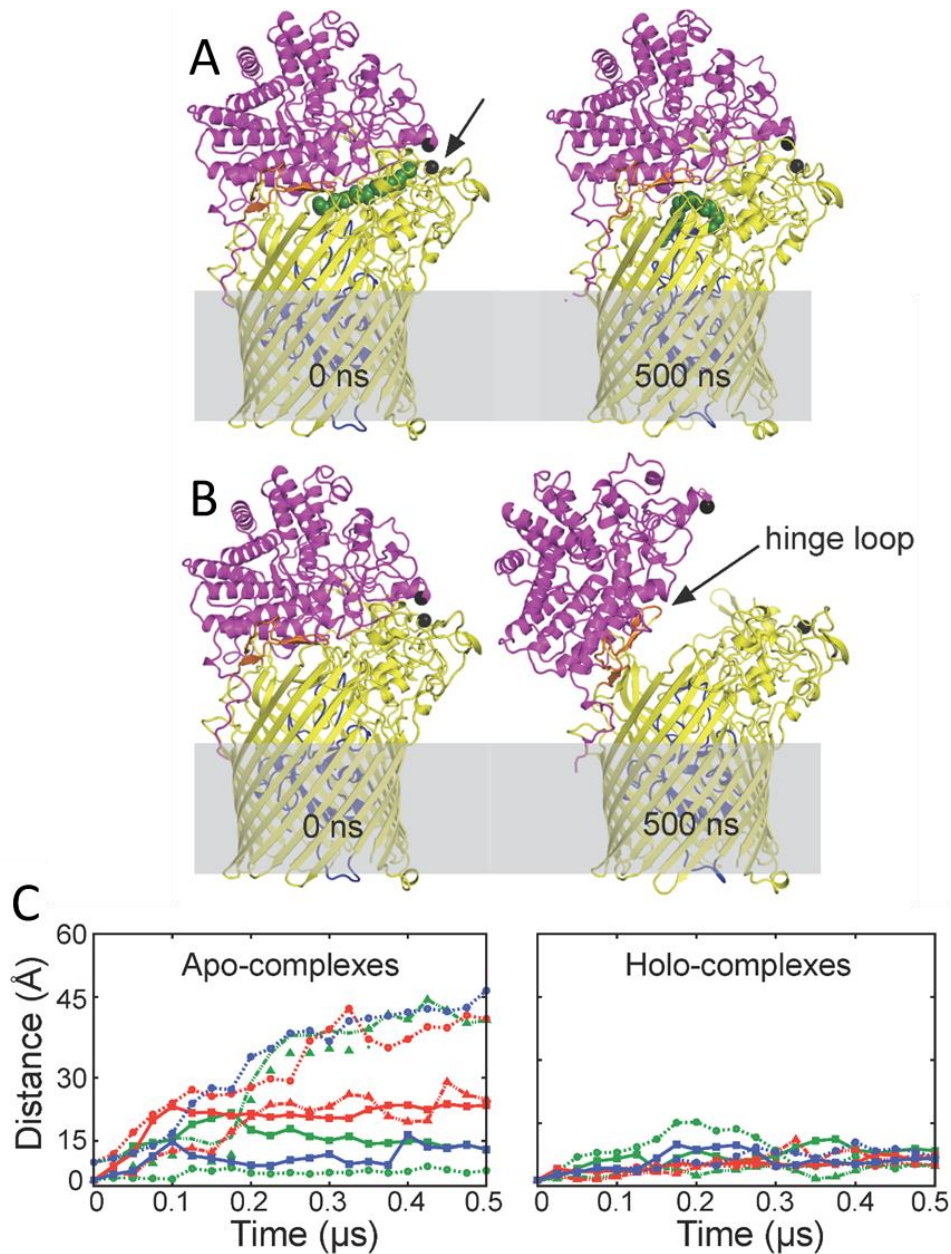 A
0 ns
500 ns
B
hinge loop
0 ns
500 ns
C
60
45
30
15
0
Distance (Å)
Apo-complexes
Holo-complexes
0
0.1
0.2
0.3
0.4
0.5
0
0.1
0.2
0.3
0.4
0.5
Time (µs)
Time (µs)